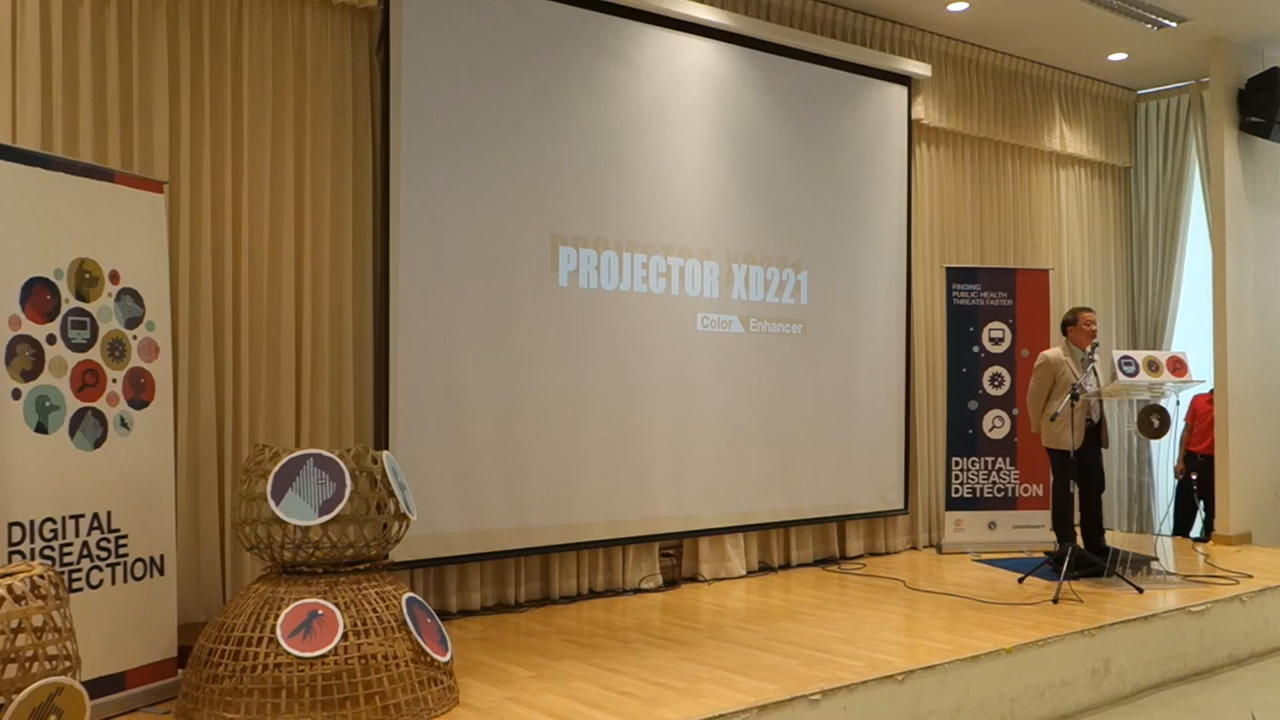 PROJECTOR XD221
Color Enhancer
FINDING
PUBLIC HEALTH
THREATS FASTER
DIGITAL
DISEASE
DETECTION
DIGITAL
DISEASE
DETECTION